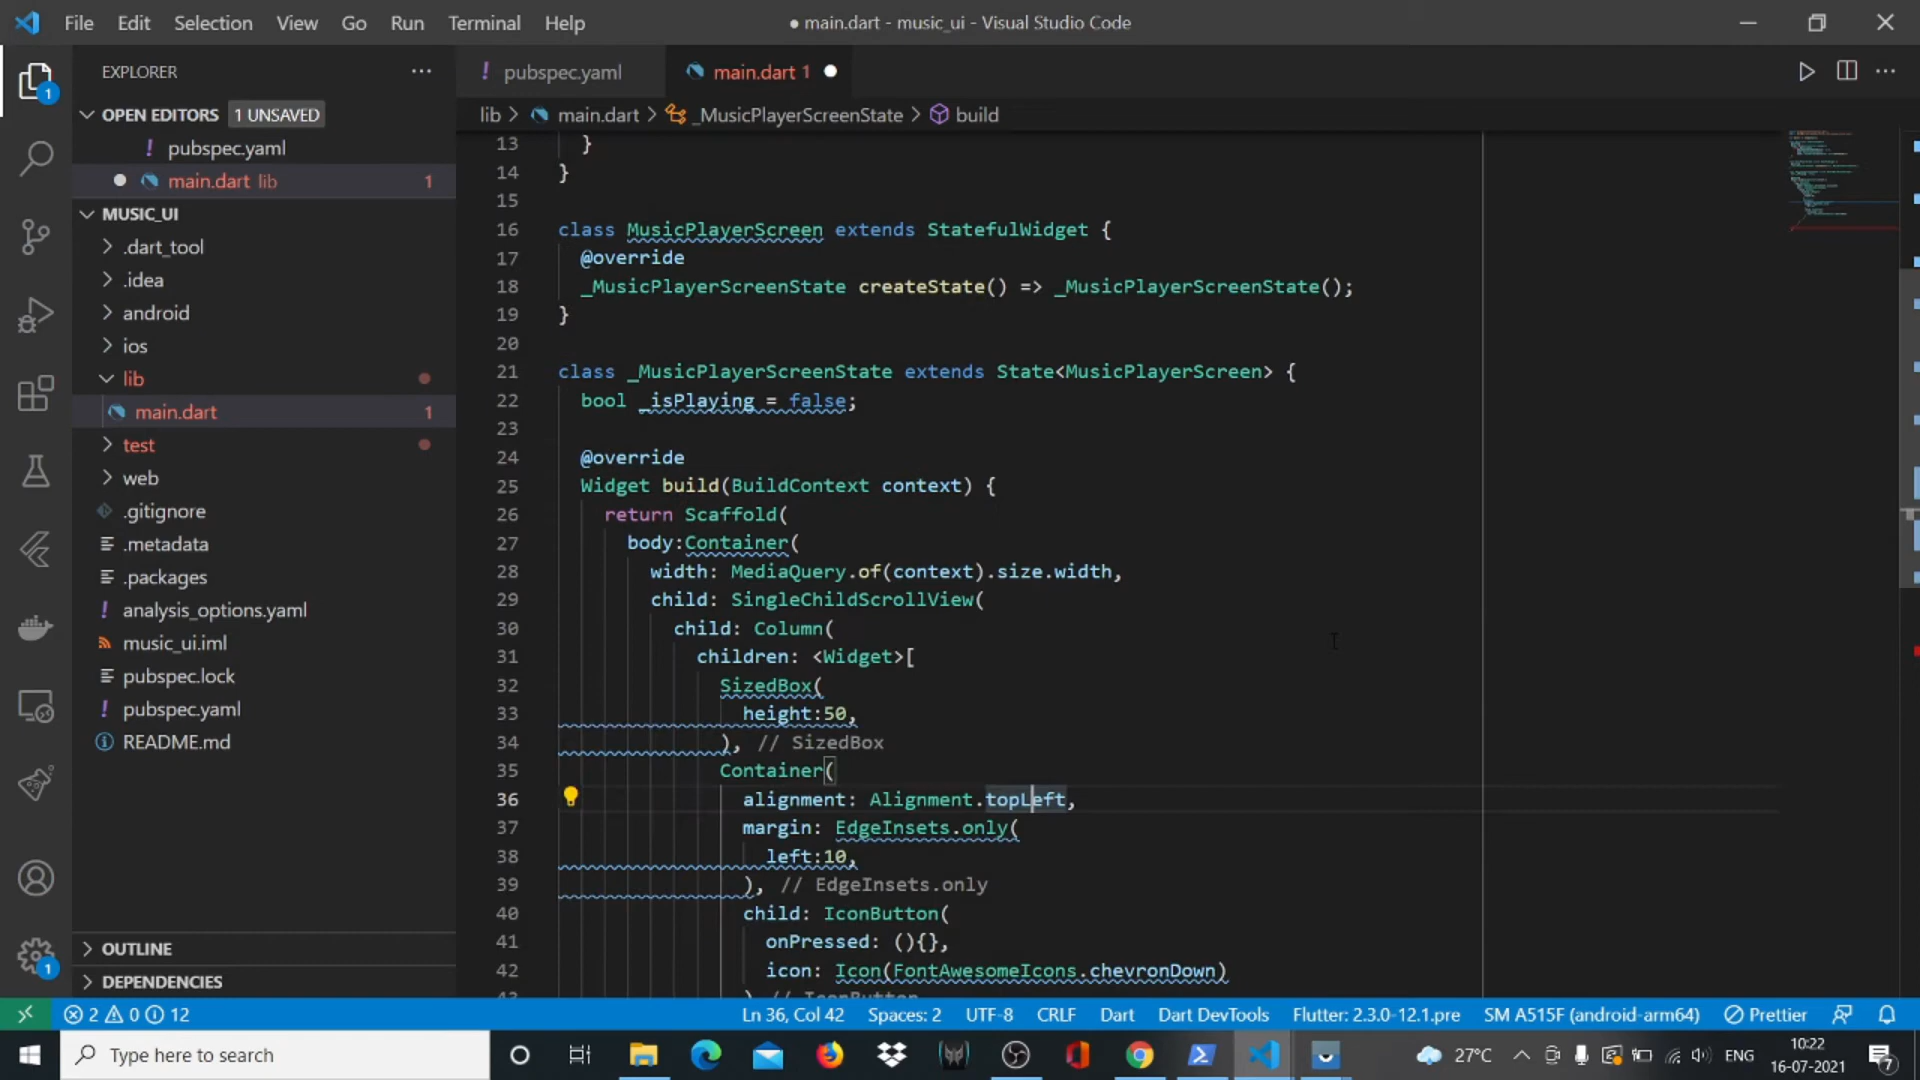 File Edit Selection View Go Run Terminal Help ● main.dart - music_ui - Visual Studio Code
EXPLORER ··· ! pubspec.yaml main.dart 1 ●
OPEN EDITORS 1 UNSAVED lib > main.dart > _MusicPlayerScreenState > build
! pubspec.yaml
● main.dart lib 1
MUSIC_UI
.dart_tool
.idea
android
ios
lib
main.dart 1
test
web
.gitignore
.metadata
.packages
! analysis_options.yaml
music_ui.iml
pubspec.lock
! pubspec.yaml
README.md
OUTLINE
DEPENDENCIES
1
1
13 }
14 }
15
16 class MusicPlayerScreen extends StatefulWidget {
17 @override
18 _MusicPlayerScreenState createState() => _MusicPlayerScreenState();
19 }
20
21 class _MusicPlayerScreenState extends State<MusicPlayerScreen> {
22 bool _isPlaying = false;
23
24 @override
25 Widget build(BuildContext context) {
26 return Scaffold(
27 body:Container(
28 width: MediaQuery.of(context).size.width,
29 child: SingleChildScrollView(
30 child: Column(
31 children: <Widget>[
32 SizedBox(
33 height:50,
34 ), // SizedBox
35 Container(
36 alignment: Alignment.topLeft,
37 margin: EdgeInsets.only(
38 left:10,
39 ), // EdgeInsets.only
40 child: IconButton(
41 onPressed: (){},
42 icon: Icon(FontAwesomeIcons.chevronDown)
43 ) // IconButton
2 0 12 Ln 36, Col 42 Spaces: 2 UTF-8 CRLF Dart Dart DevTools Flutter: 2.3.0-12.1.pre SM A515F (android-arm64) Prettier
Type here to search 27°C ENG 10:22
16-07-2021 7